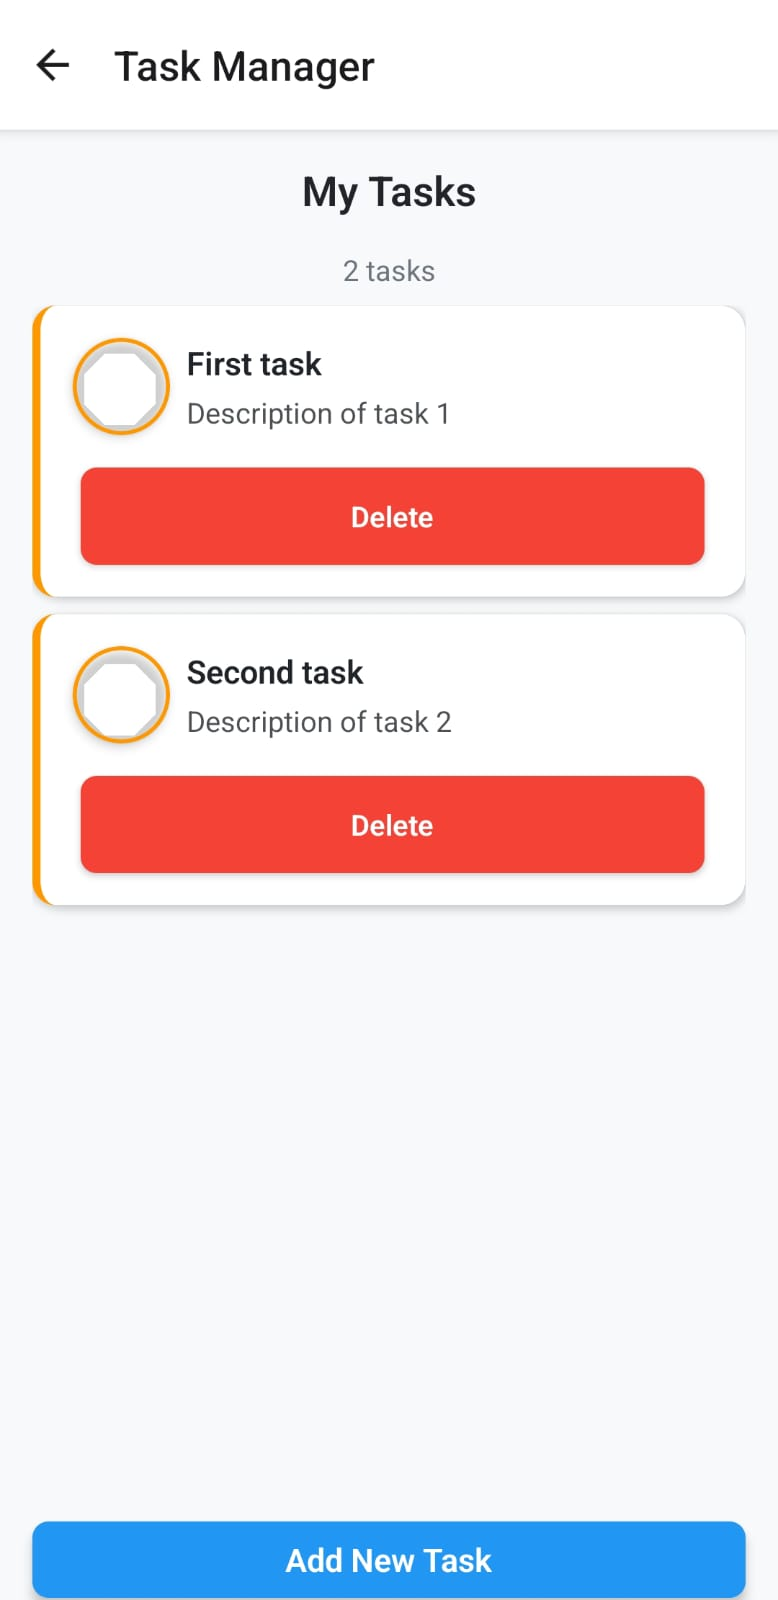 Task Manager
My Tasks
2 tasks
First task
Description of task 1
Delete
Second task
Description of task 2
Delete
Add New Task